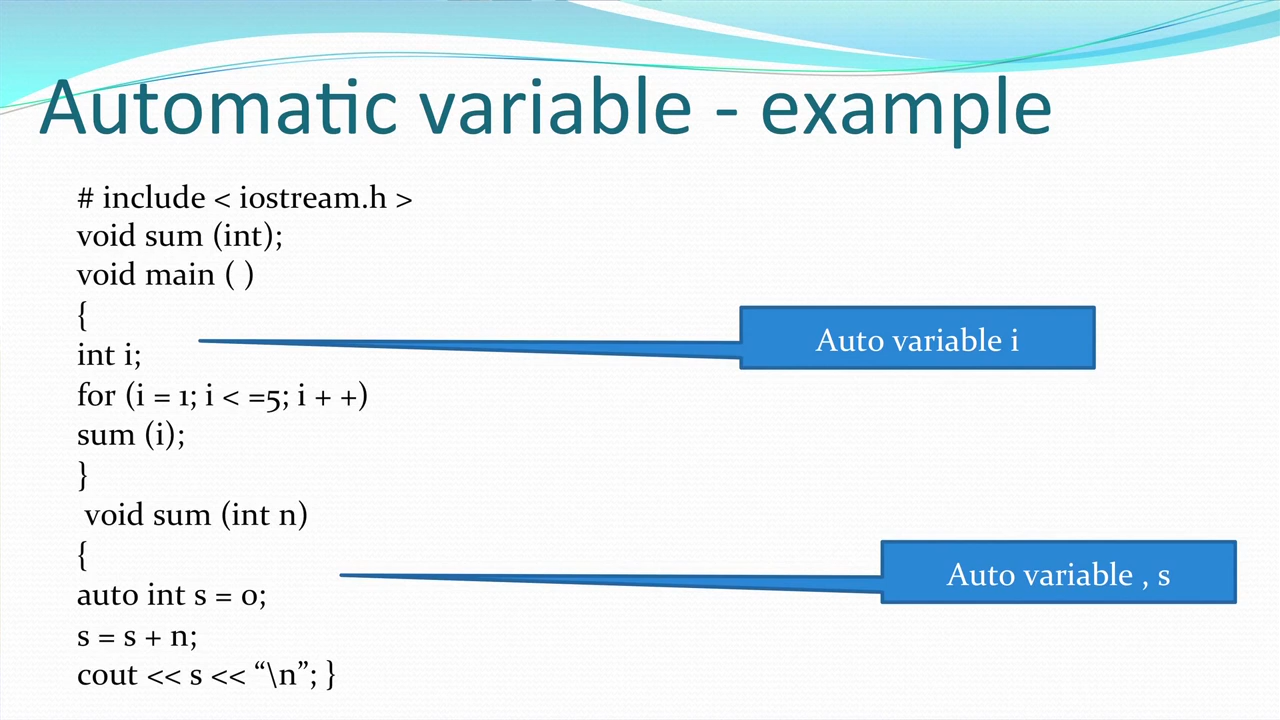 Automatic variable - example
# include < iostream.h >
void sum (int);
void main ( )
{
int i;
for (i = 1; i < =5; i + +)
sum (i);
}
void sum (int n)
{
auto int s = 0;
s = s + n;
cout << s << “\n”; }
Auto variable i
Auto variable , s